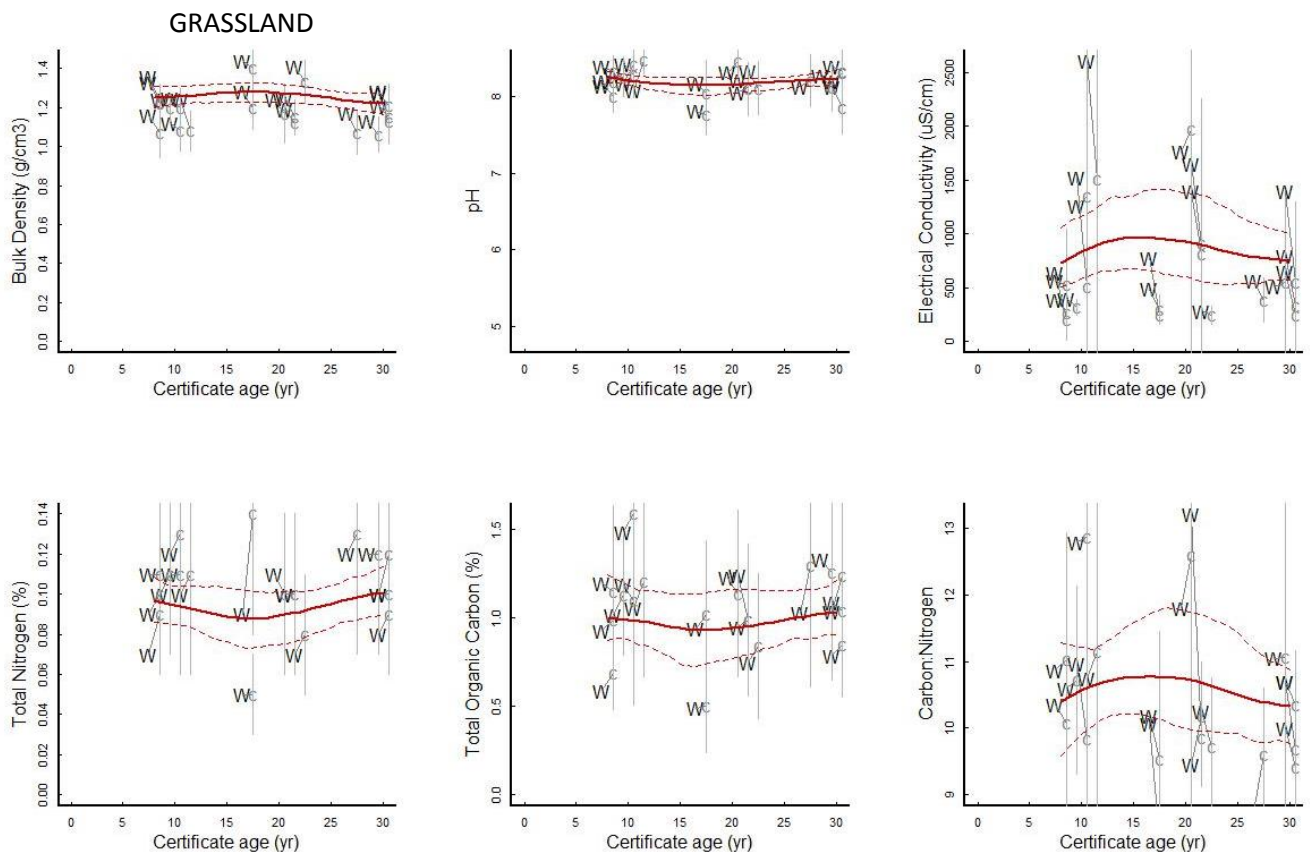 GRASSLAND
Bulk Density (g/cm3)
0.0 0.2 0.4 0.6 0.8 1.0 1.2 1.4
0 5 10 15 20 25 30
Certificate age (yr)
pH
5 6 7 8
0 5 10 15 20 25 30
Certificate age (yr)
Electrical Conductivity (uS/cm)
0 500 1000 1500 2000 2500
0 5 10 15 20 25 30
Certificate age (yr)
Total Nitrogen (%)
0.00 0.02 0.04 0.06 0.08 0.10 0.12 0.14
0 5 10 15 20 25 30
Certificate age (yr)
Total Organic Carbon (%)
0.0 0.5 1.0 1.5
0 5 10 15 20 25 30
Certificate age (yr)
Carbon:Nitrogen
9 10 11 12 13
0 5 10 15 20 25 30
Certificate age (yr)